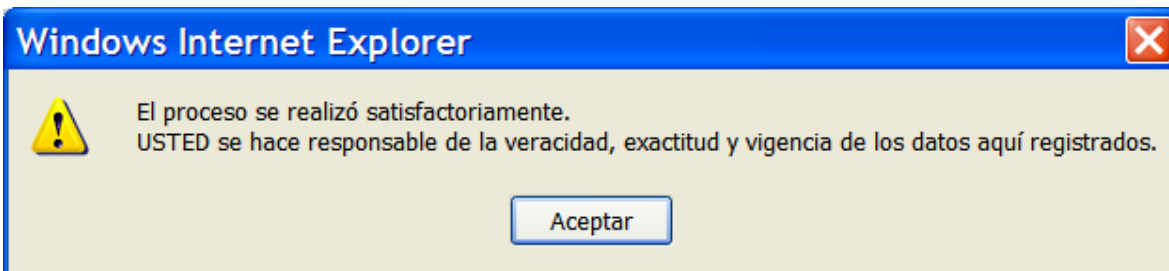 Windows Internet Explorer
El proceso se realizó satisfactoriamente.
USTED se hace responsable de la veracidad, exactitud y vigencia de los datos aquí registrados.
Aceptar